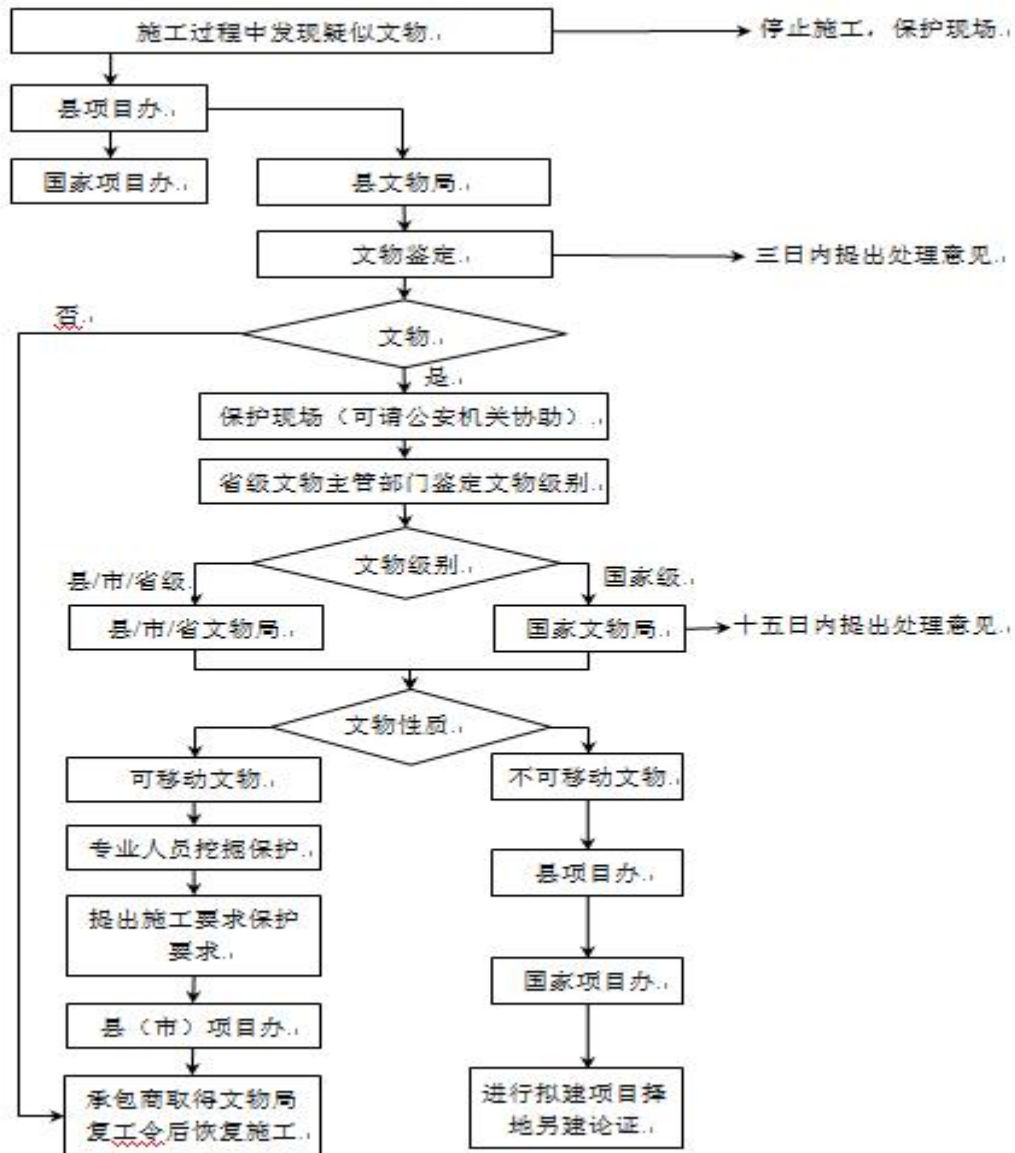 施工过程中发现疑似文物
停止施工，保护现场
县项目办
国家项目办
县文物局
文物鉴定
三日内提出处理意见
否
文物
是
保护现场（可请公安机关协助）
省级文物主管部门鉴定文物级别
文物级别
县/市/省级
国家级
县/市/省文物局
国家文物局
十五日内提出处理意见
文物性质
可移动文物
不可移动文物
专业人员挖掘保护
县项目办
提出施工要求保护
要求
国家项目办
县（市）项目办
承包商取得文物局
复工令后恢复施工
进行拟建项目择
地另建论证